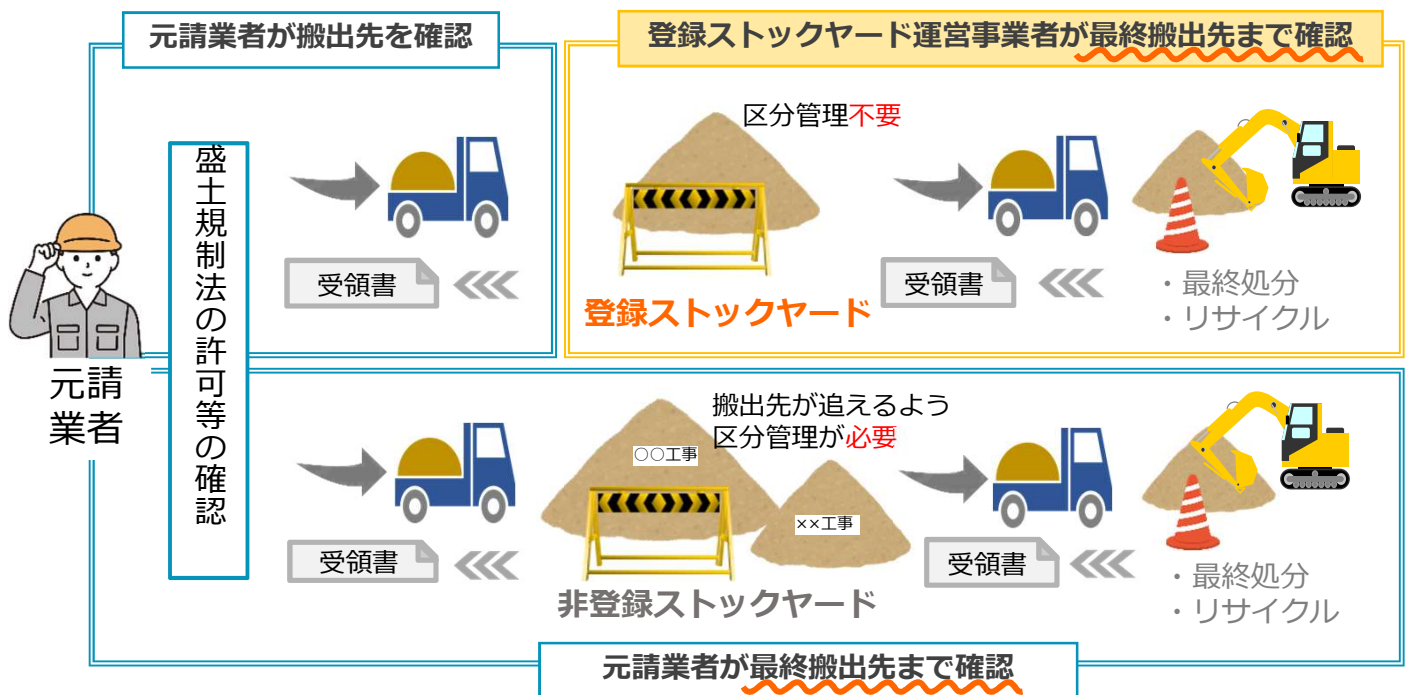 元請業者が搬出先を確認
登録ストックヤード運営事業者が最終搬出先まで確認
元請
業者
盛土規制法の許可等の確認
受領書
区分管理不要
登録ストックヤード
受領書
・最終処分
・リサイクル
受領書
搬出先が追えるよう
区分管理が必要
○○工事
××工事
非登録ストックヤード
受領書
・最終処分
・リサイクル
元請業者が最終搬出先まで確認